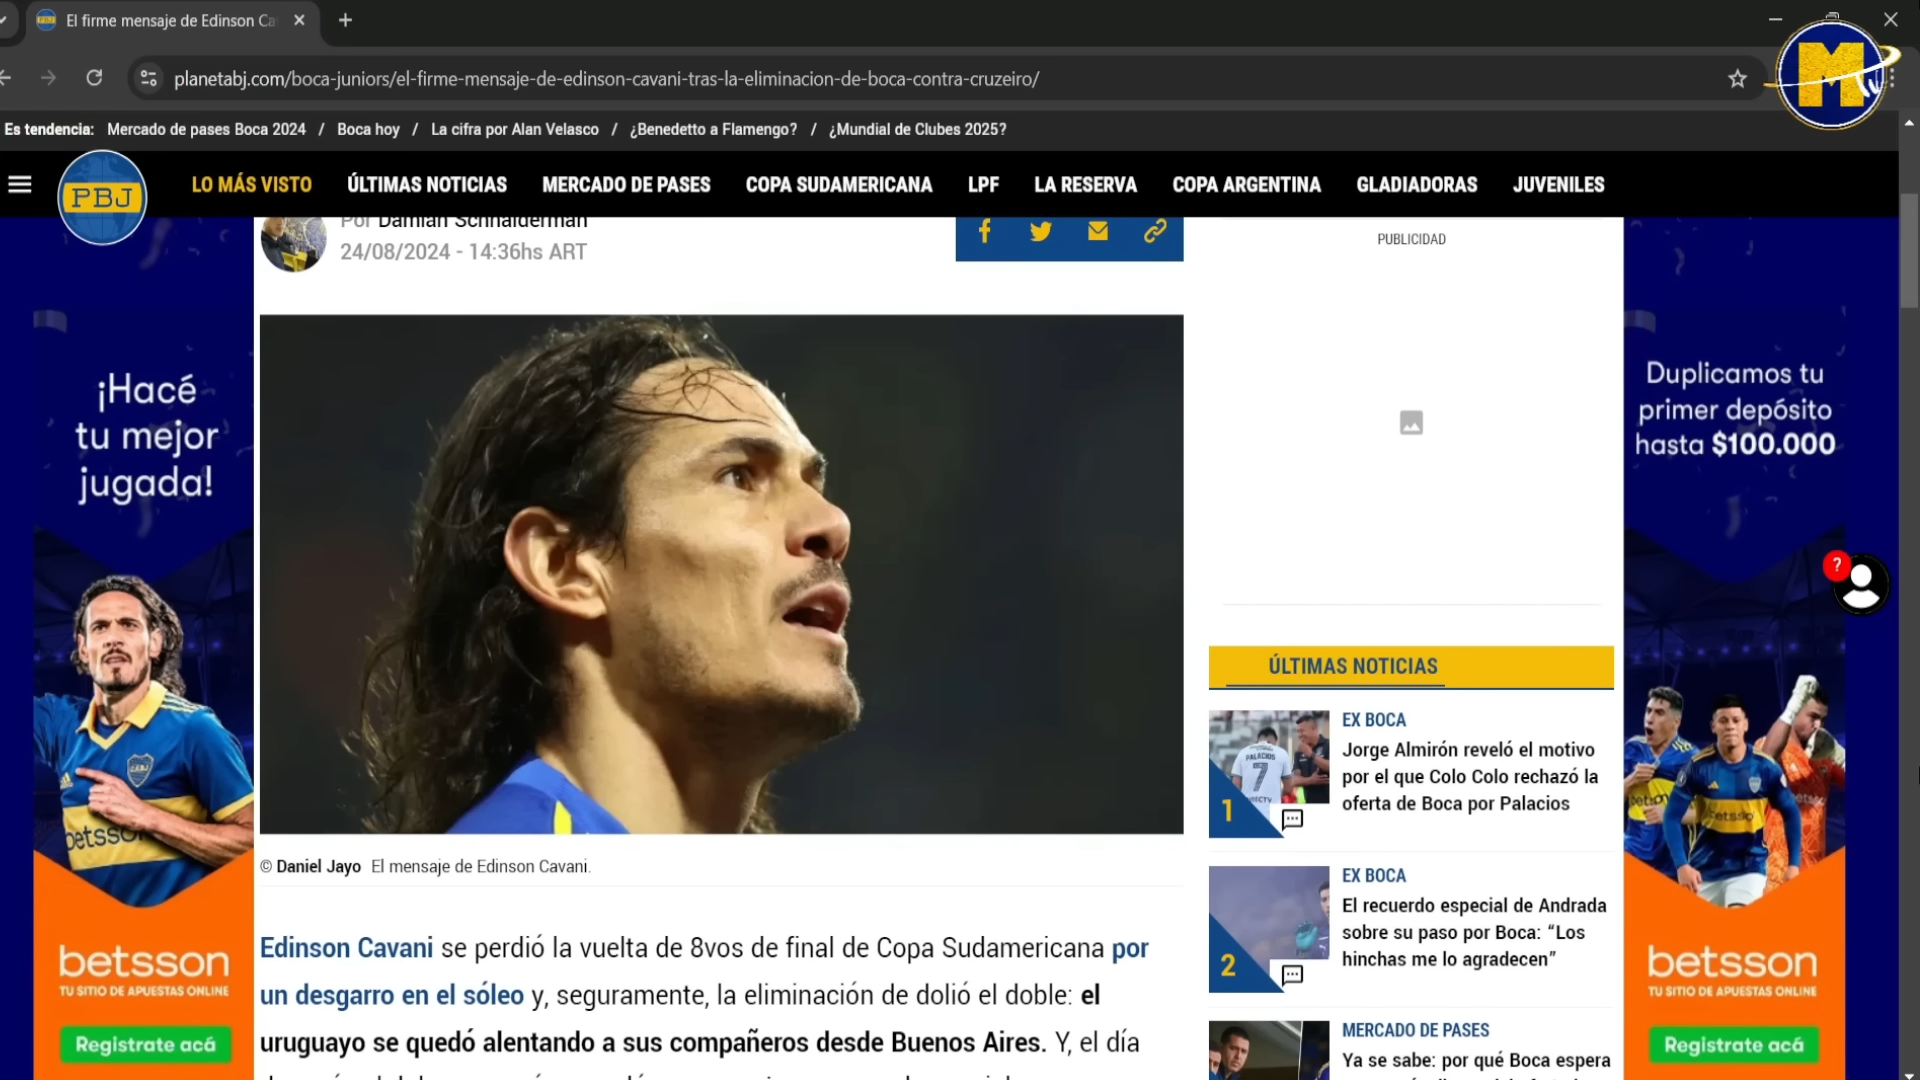 El firme mensaje de Edinson Ca
planetabj.com/boca-juniors/el-firme-mensaje-de-edinson-cavani-tras-la-eliminacion-de-boca-contra-cruzeiro/
M
Es tendencia: Mercado de pases Boca 2024 / Boca hoy / La cifra por Alan Velasco / ¿Benedetto a Flamengo? / ¿Mundial de Clubes 2025?
PBJ
LO MÁS VISTO ÚLTIMAS NOTICIAS MERCADO DE PASES COPA SUDAMERICANA LPF LA RESERVA COPA ARGENTINA GLADIADORAS JUVENILES
Por Damián Schnaiderman
24/08/2024 - 14:36hs ART
PUBLICIDAD
¡Hacé
tu mejor
jugada!
betsson
betsson
TU SITIO DE APUESTAS ONLINE
Registrate acá
© Daniel Jayo El mensaje de Edinson Cavani.
Edinson Cavani se perdió la vuelta de 8vos de final de Copa Sudamericana por
un desgarro en el sóleo y, seguramente, la eliminación de dolió el doble: el
uruguayo se quedó alentando a sus compañeros desde Buenos Aires. Y, el día
ÚLTIMAS NOTICIAS
PALACIOS
7
1
EX BOCA
Jorge Almirón reveló el motivo
por el que Colo Colo rechazó la
oferta de Boca por Palacios
2
EX BOCA
El recuerdo especial de Andrada
sobre su paso por Boca: “Los
hinchas me lo agradecen”
MERCADO DE PASES
Ya se sabe: por qué Boca espera
Duplicamos tu
primer depósito
hasta $100.000
?
betsson
TU SITIO DE APUESTAS ONLINE
Registrate acá